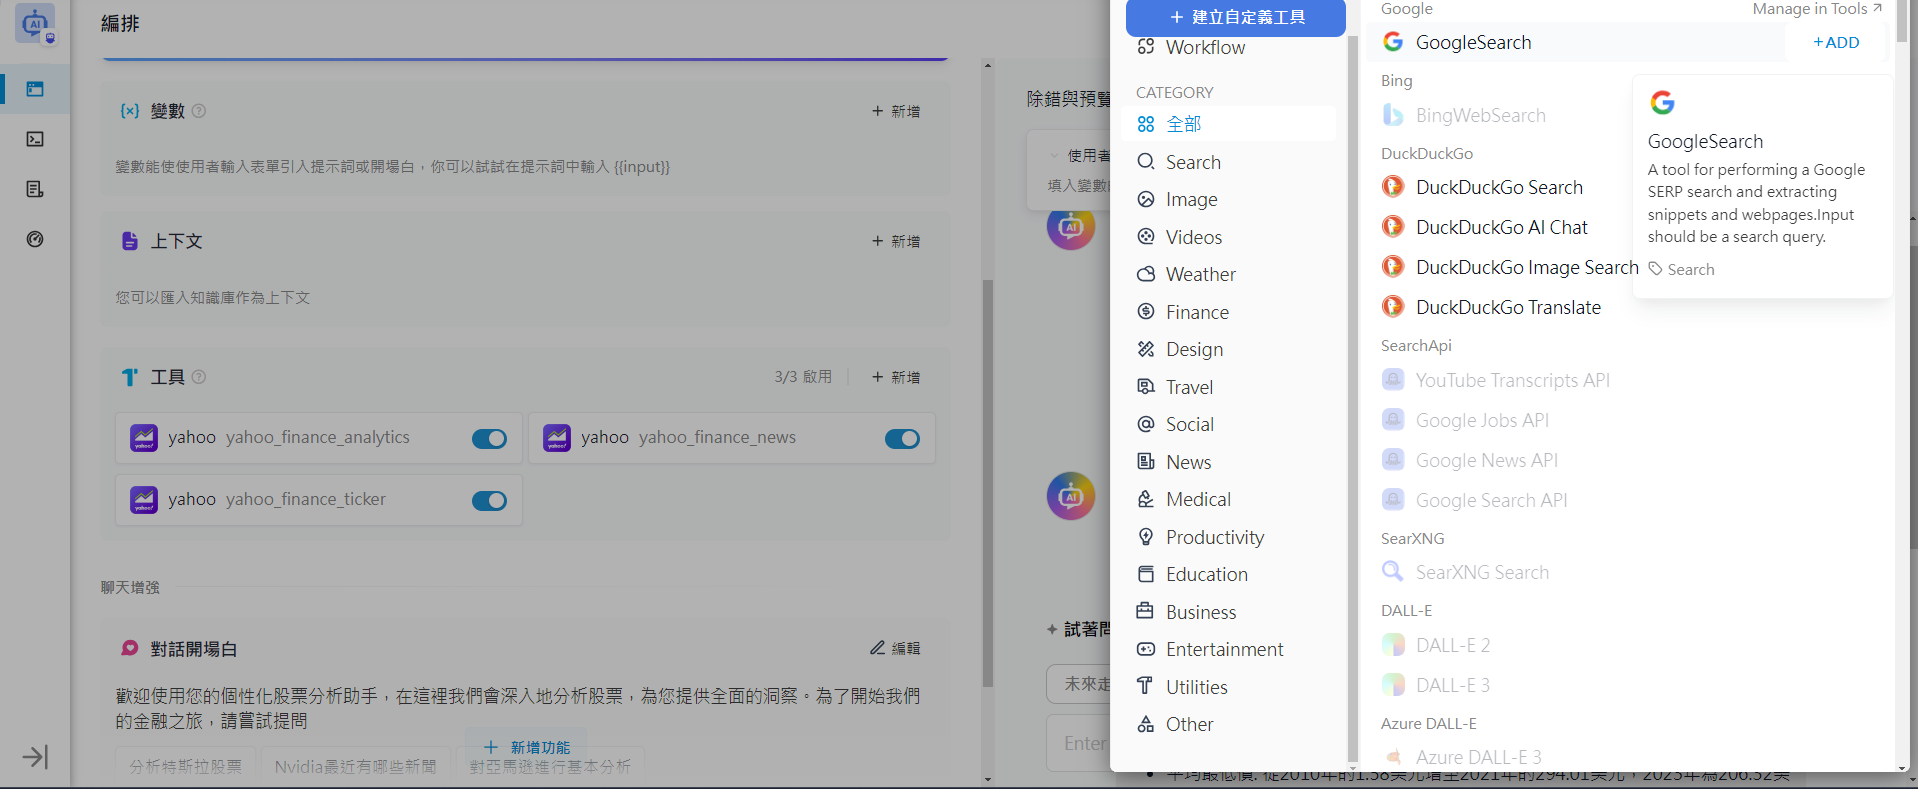 編排
變數
+ 新增
變數能使使用者輸入表單引入提示詞或開場白，你可以試試在提示詞中輸入 {{input}}
上下文
+ 新增
您可以匯入知識庫作為上下文
工具
3/3 啟用
+ 新增
yahoo yahoo_finance_analytics
yahoo yahoo_finance_news
yahoo yahoo_finance_ticker
聊天增強
對話開場白
編輯
歡迎使用您的個性化股票分析助手，在這裡我們會深入地分析股票，為您提供全面的洞察。為了開始我們
的金融之旅，請嘗試提問
+ 新增功能
分析特斯拉股票
Nvidia最近有哪些新聞
對亞馬遜進行基本分析
除錯與預覽
使用者
填入變數
試著問
未來走
Enter
平均最低價: 從2010年的1.58美元增至2021年的294.01美元，2023年為206.32美
+ 建立自定義工具
Workflow
CATEGORY
全部
Search
Image
Videos
Weather
Finance
Design
Travel
Social
News
Medical
Productivity
Education
Business
Entertainment
Utilities
Other
Google
Manage in Tools
GoogleSearch
+ADD
Bing
BingWebSearch
DuckDuckGo
DuckDuckGo Search
DuckDuckGo AI Chat
DuckDuckGo Image Search
DuckDuckGo Translate
SearchApi
YouTube Transcripts API
Google Jobs API
Google News API
Google Search API
SearXNG
SearXNG Search
DALL-E
DALL-E 2
DALL-E 3
Azure DALL-E
Azure DALL-E 3
GoogleSearch
A tool for performing a Google
SERP search and extracting
snippets and webpages.Input
should be a search query.
Search